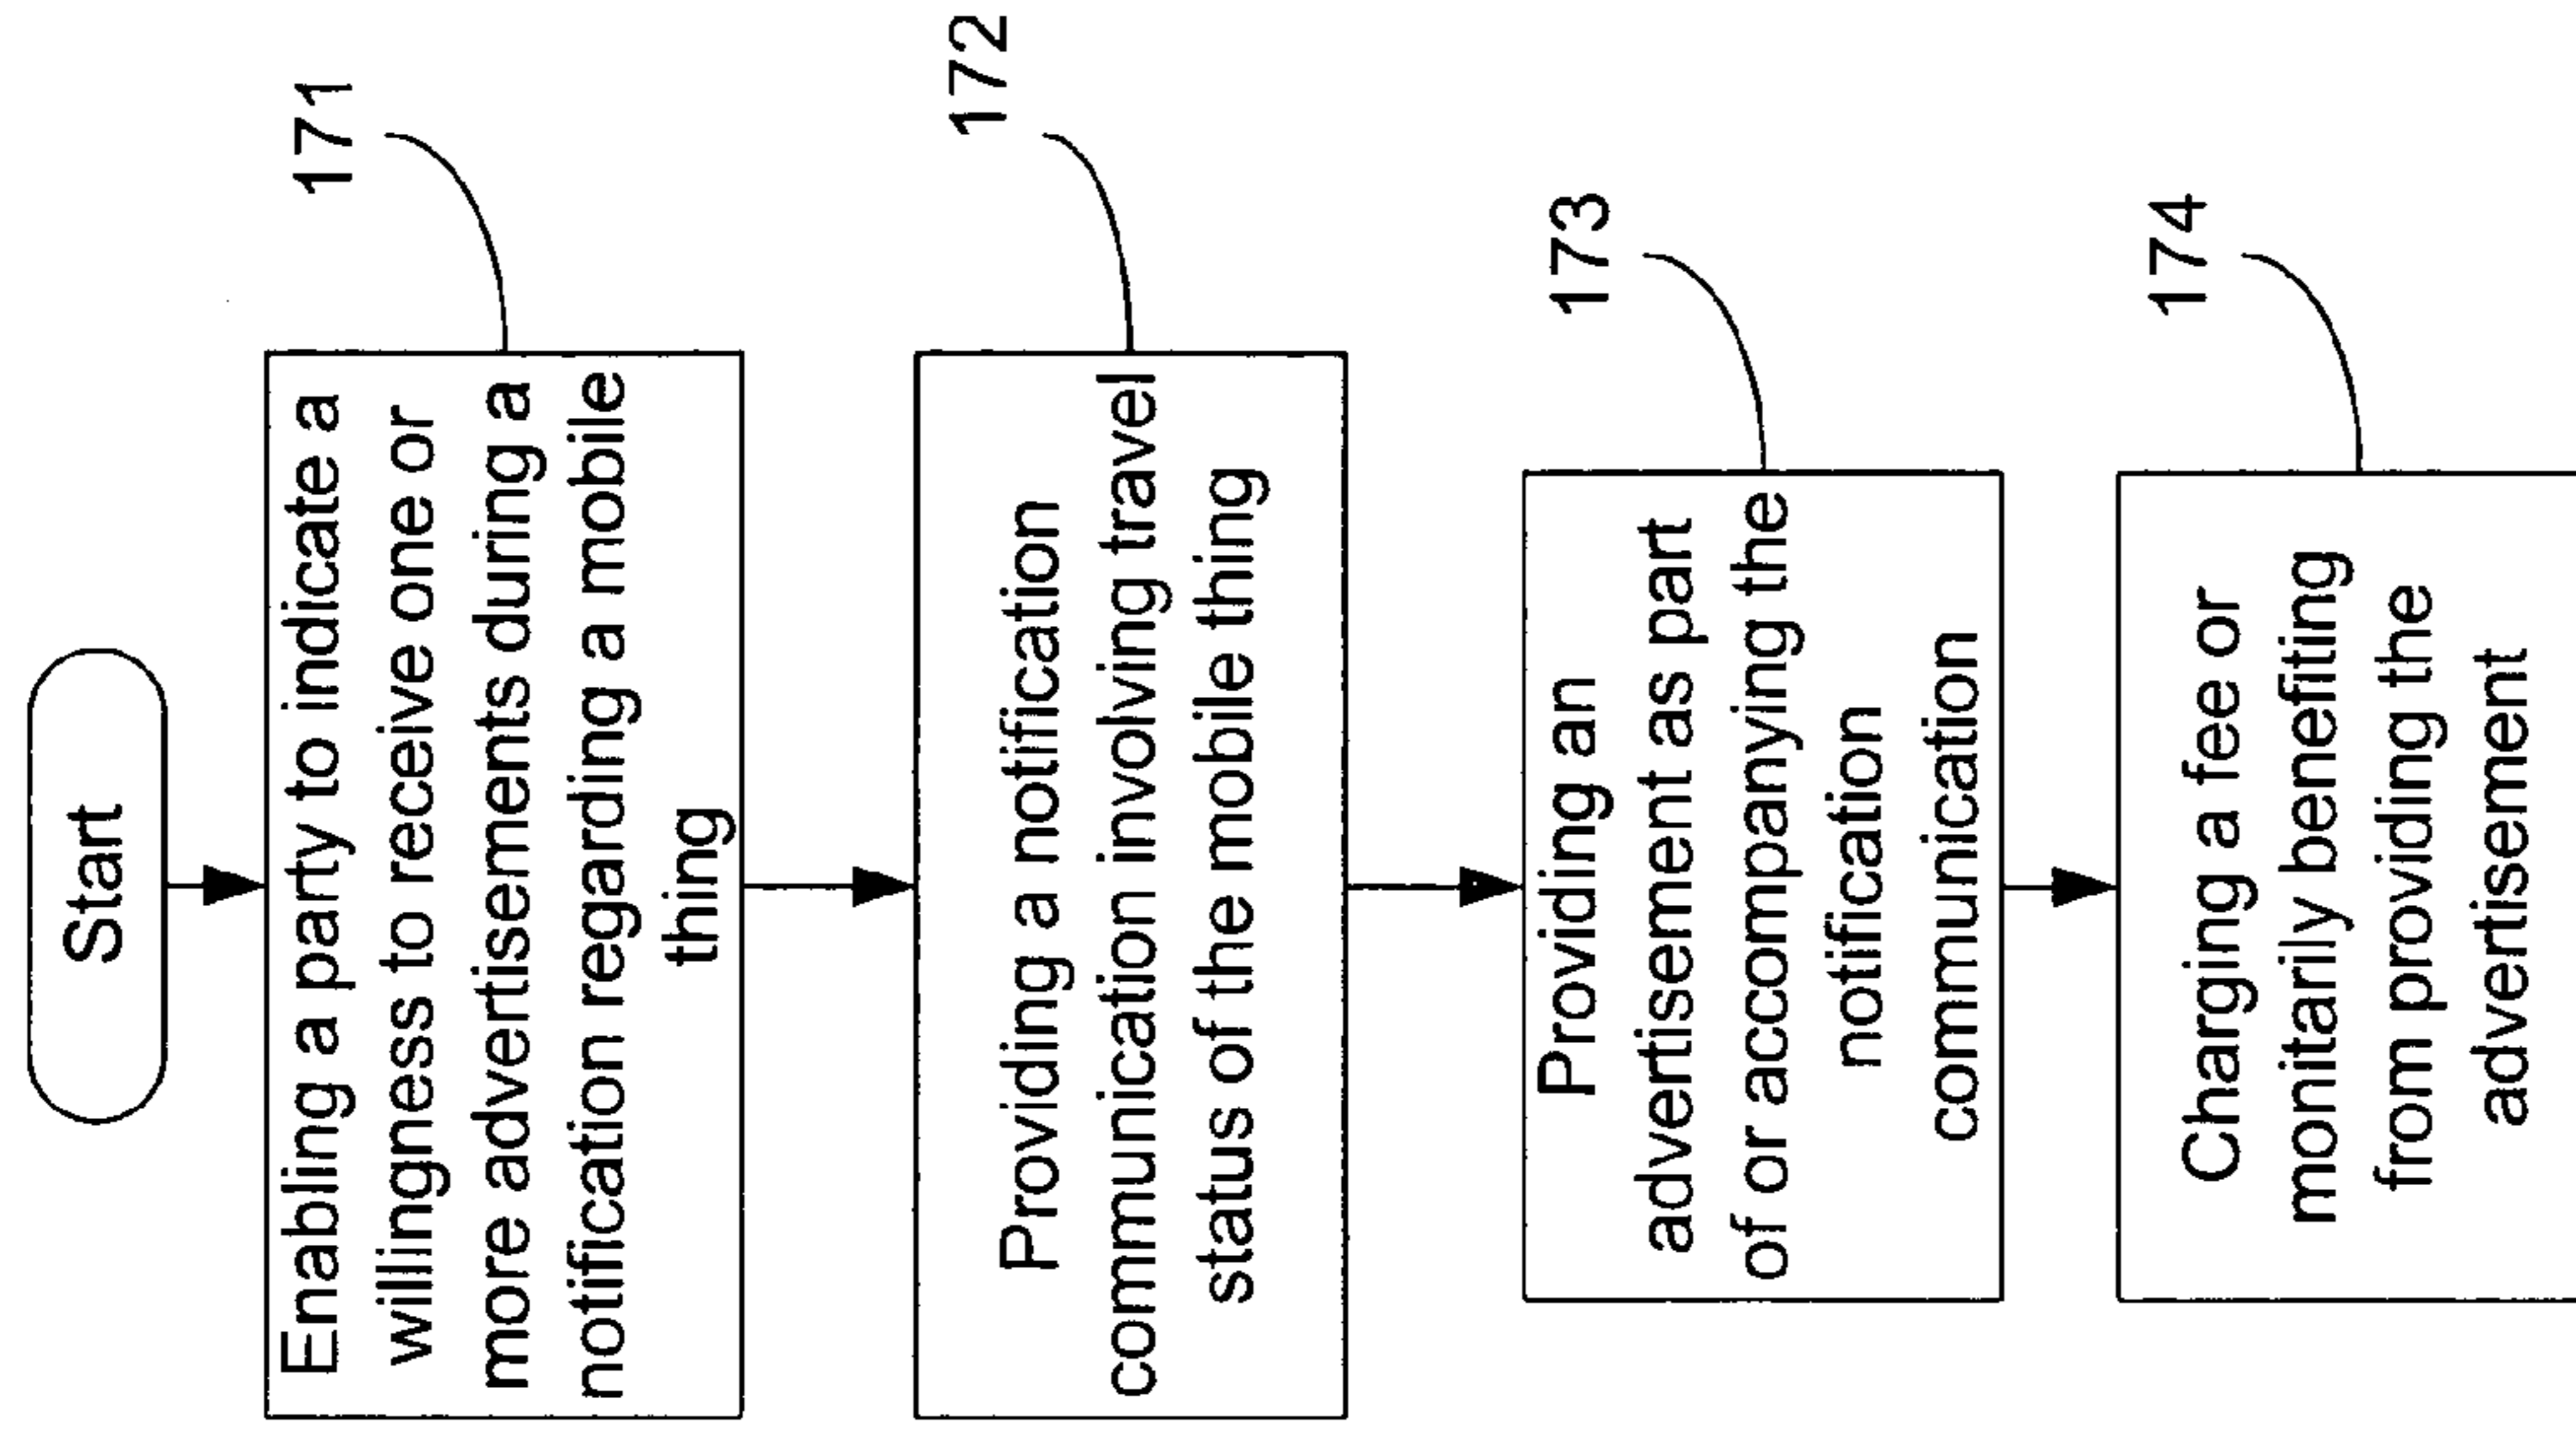 Start
Enabling a party to indicate a
willingness to receive one or
more advertisements during a
notification regarding a mobile
thing
171
Providing a notification
communication involving travel
status of the mobile thing
172
Providing an
advertisement as part
of or accompanying the
notification
communication
173
Charging a fee or
monitarily benefiting
from providing the
advertisement
174